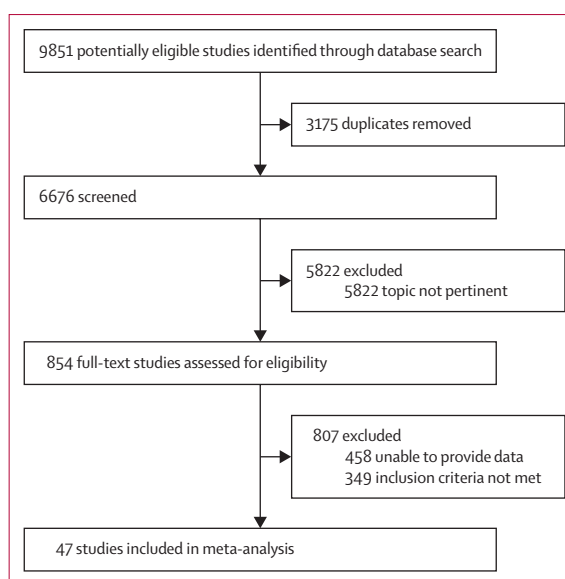 9851 potentially eligible studies identified through database search
3175 duplicates removed
6676 screened
5822 excluded
5822 topic not pertinent
854 full-text studies assessed for eligibility
807 excluded
458 unable to provide data
349 inclusion criteria not met
47 studies included in meta-analysis